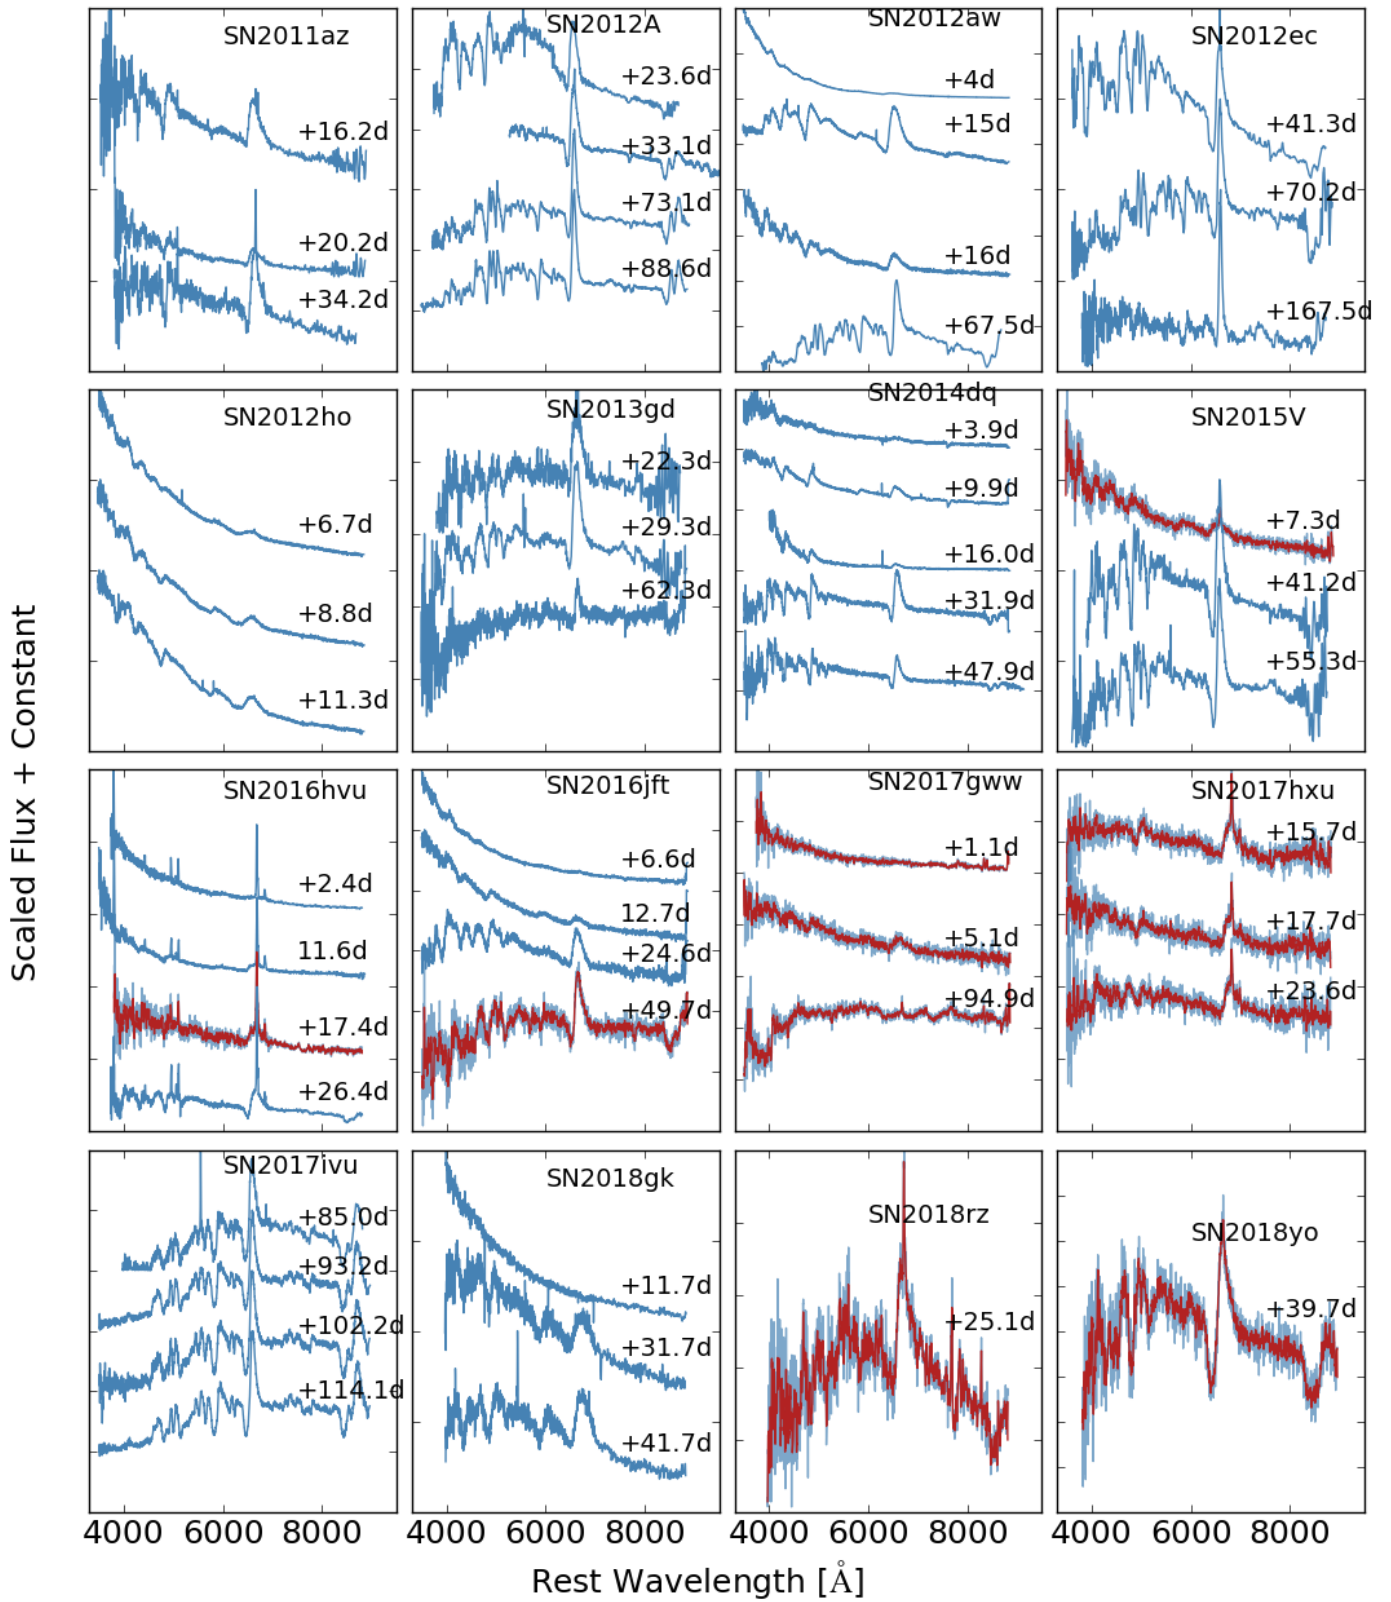 SN2011az
+16.2d
+20.2d
+34.2d
SN2012A
+23.6d
+33.1d
+73.1d
+88.6d
SN2012aw
+4d
+15d
+16d
+67.5d
SN2012ec
+41.3d
+70.2d
+167.5d
SN2012ho
+6.7d
+8.8d
+11.3d
SN2013gd
+22.3d
+29.3d
+62.3d
SN2014dq
+3.9d
+9.9d
+16.0d
+31.9d
+47.9d
SN2015V
+7.3d
+41.2d
+55.3d
SN2016hvu
+2.4d
11.6d
+17.4d
+26.4d
SN2016jft
+6.6d
12.7d
+24.6d
+49.7d
SN2017gww
+1.1d
+5.1d
+94.9d
SN2017hxu
+15.7d
+17.7d
+23.6d
SN2017ivu
+85.0d
+93.2d
+102.2d
+114.1d
SN2018gk
+11.7d
+31.7d
+41.7d
SN2018rz
+25.1d
SN2018yo
+39.7d
4000 6000 8000 4000 6000 8000 4000 6000 8000 4000 6000 8000
Rest Wavelength [Å]
Scaled Flux + Constant